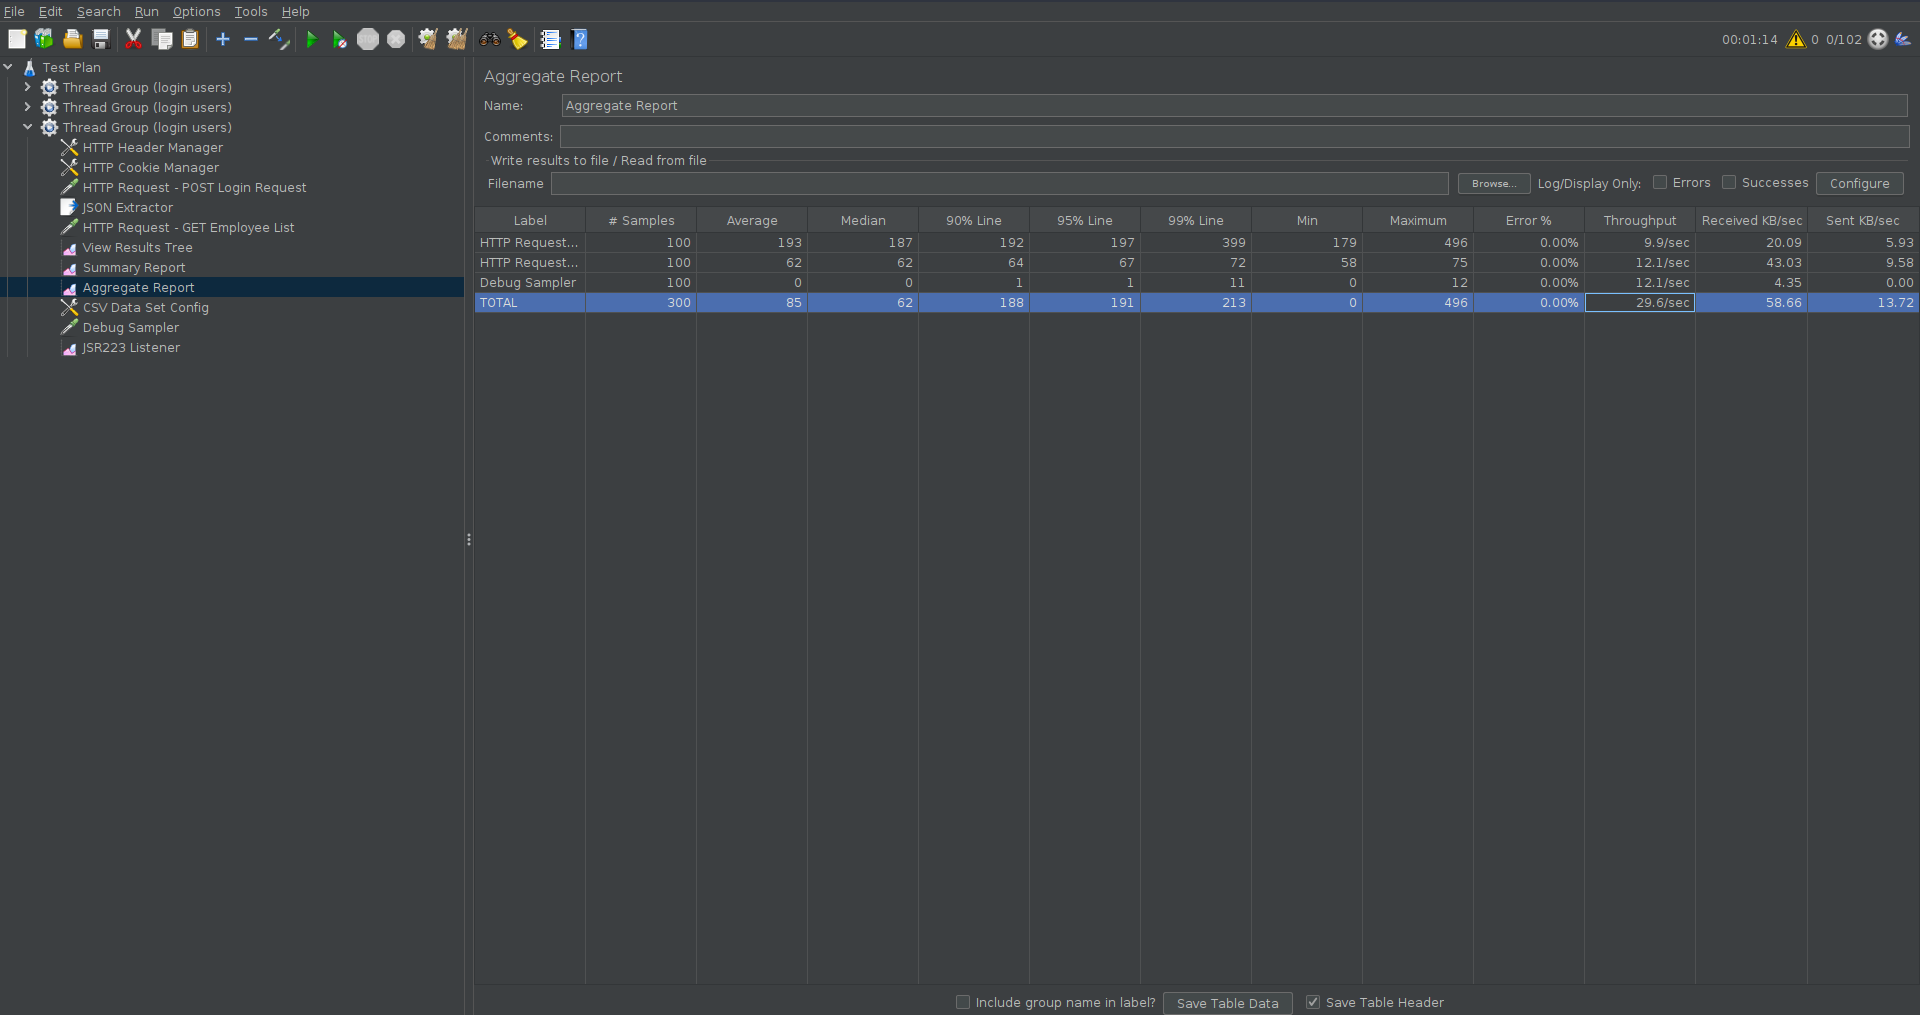 File Edit Search Run Options Tools Help
00:01:14 0 0/102
Test Plan
Thread Group (login users)
Thread Group (login users)
Thread Group (login users)
HTTP Header Manager
HTTP Cookie Manager
HTTP Request - POST Login Request
JSON Extractor
HTTP Request - GET Employee List
View Results Tree
Summary Report
Aggregate Report
CSV Data Set Config
Debug Sampler
JSR223 Listener
Aggregate Report
Name: Aggregate Report
Comments:
Write results to file / Read from file
Filename Browse... Log/Display Only: Errors Successes Configure
Label # Samples Average Median 90% Line 95% Line 99% Line Min Maximum Error % Throughput Received KB/sec Sent KB/sec
HTTP Request... 100 193 187 192 197 399 179 496 0.00% 9.9/sec 20.09 5.93
HTTP Request... 100 62 62 64 67 72 58 75 0.00% 12.1/sec 43.03 9.58
Debug Sampler 100 0 0 1 1 11 0 12 0.00% 12.1/sec 4.35 0.00
TOTAL 300 85 62 188 191 213 0 496 0.00% 29.6/sec 58.66 13.72
Include group name in label? Save Table Data Save Table Header